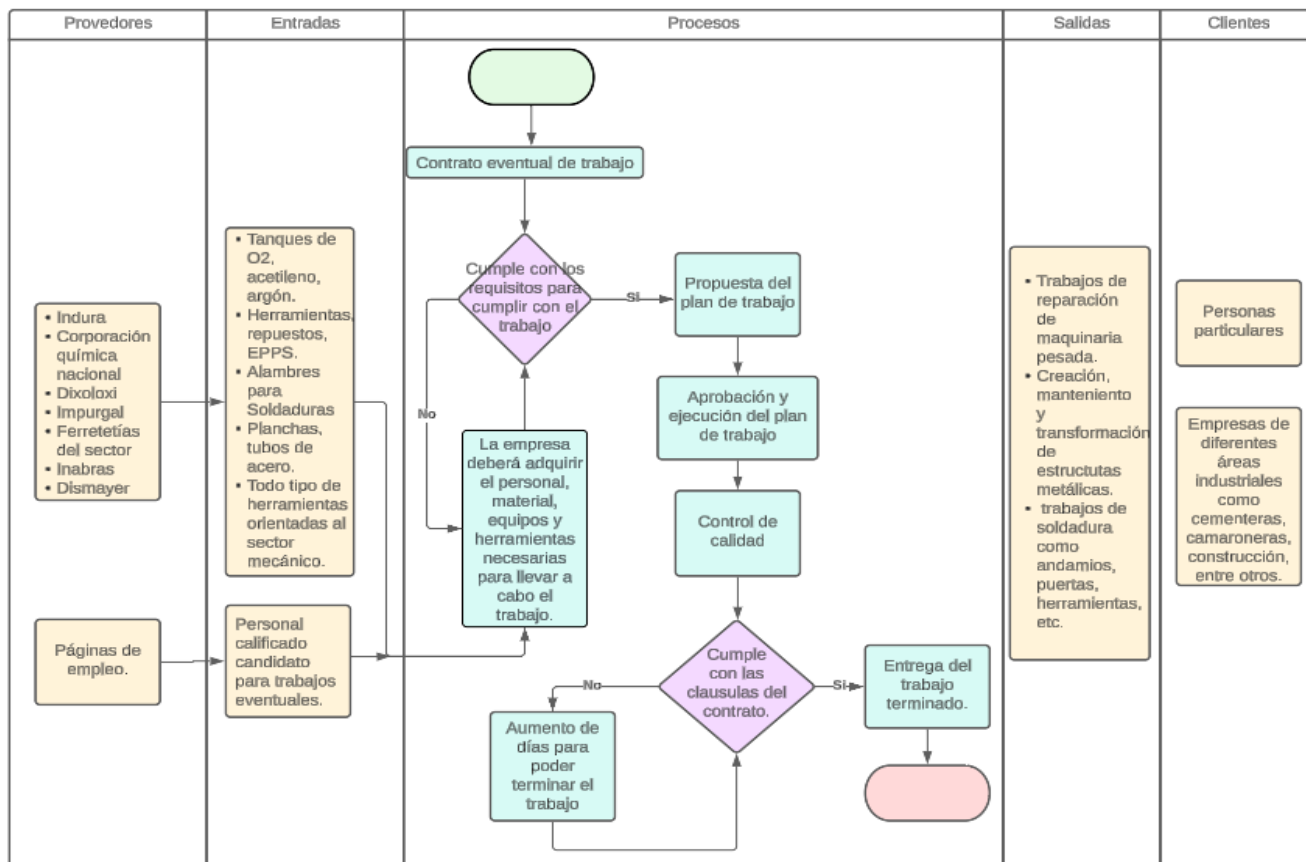 Provedores
Entradas
Procesos
Salidas
Clientes
• Indura
• Corporación
química
nacional
• Dixoloxi
• Impurgal
• Ferretetías
del sector
• Inabras
• Dismayer
Páginas de
empleo.
• Tanques de
O2,
acetileno,
argón.
• Herramientas,
repuestos,
EPPS.
• Alambres
para
Soldaduras
• Planchas,
tubos de
acero.
• Todo tipo de
herramientas
orientadas al
sector
mecánico.
Personal
calificado
candidato
para trabajos
eventuales.
Contrato eventual de trabajo
Cumple con los
requisitos para
cumplir con el
trabajo
Si
No
La empresa
deberá adquirir
el personal,
material,
equipos y
herramientas
necesarias
para llevar a
cabo el trabajo.
Propuesta del
plan de trabajo
Aprobación y
ejecución del plan
de trabajo
Control de
calidad
Cumple
con las
clausulas del
contrato.
No
Si
Aumento de
días para
poder
terminar el
trabajo
Entrega del
trabajo
terminado.
• Trabajos de
reparación
de
maquinaria
pesada.
• Creación,
manteniento
y
transformación
de
estructutas
metálicas.
• trabajos de
soldadura
como
andamios,
puertas,
herramientas,
etc.
Personas
particulares
Empresas de
diferentes
áreas
industriales
como
cementeras,
camaroneras,
construcción,
entre otros.